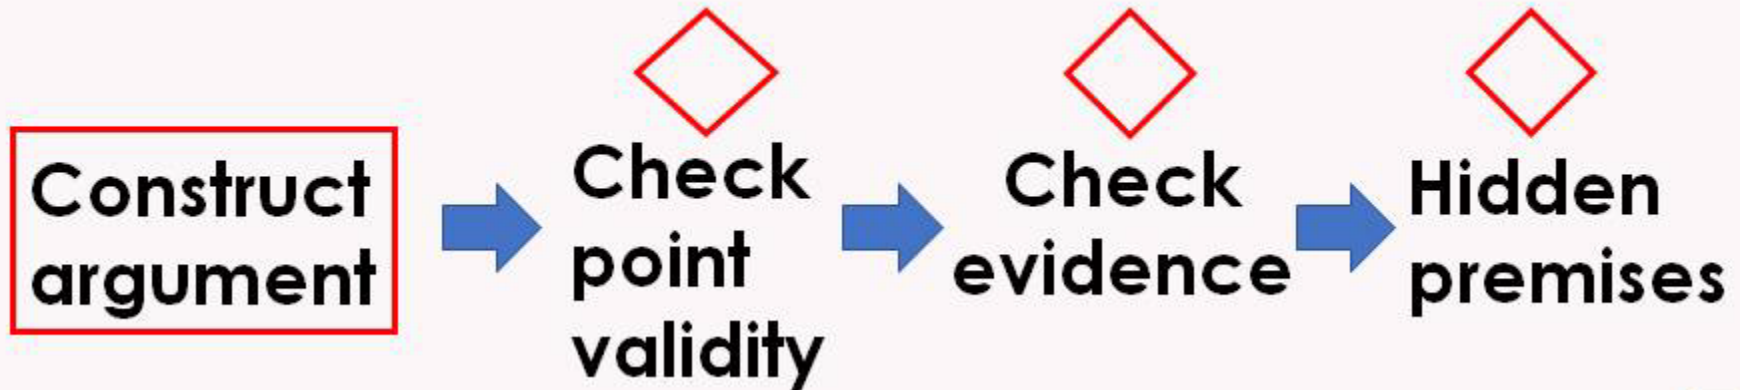 Construct
argument
Check
point
validity
Check
evidence
Hidden
premises